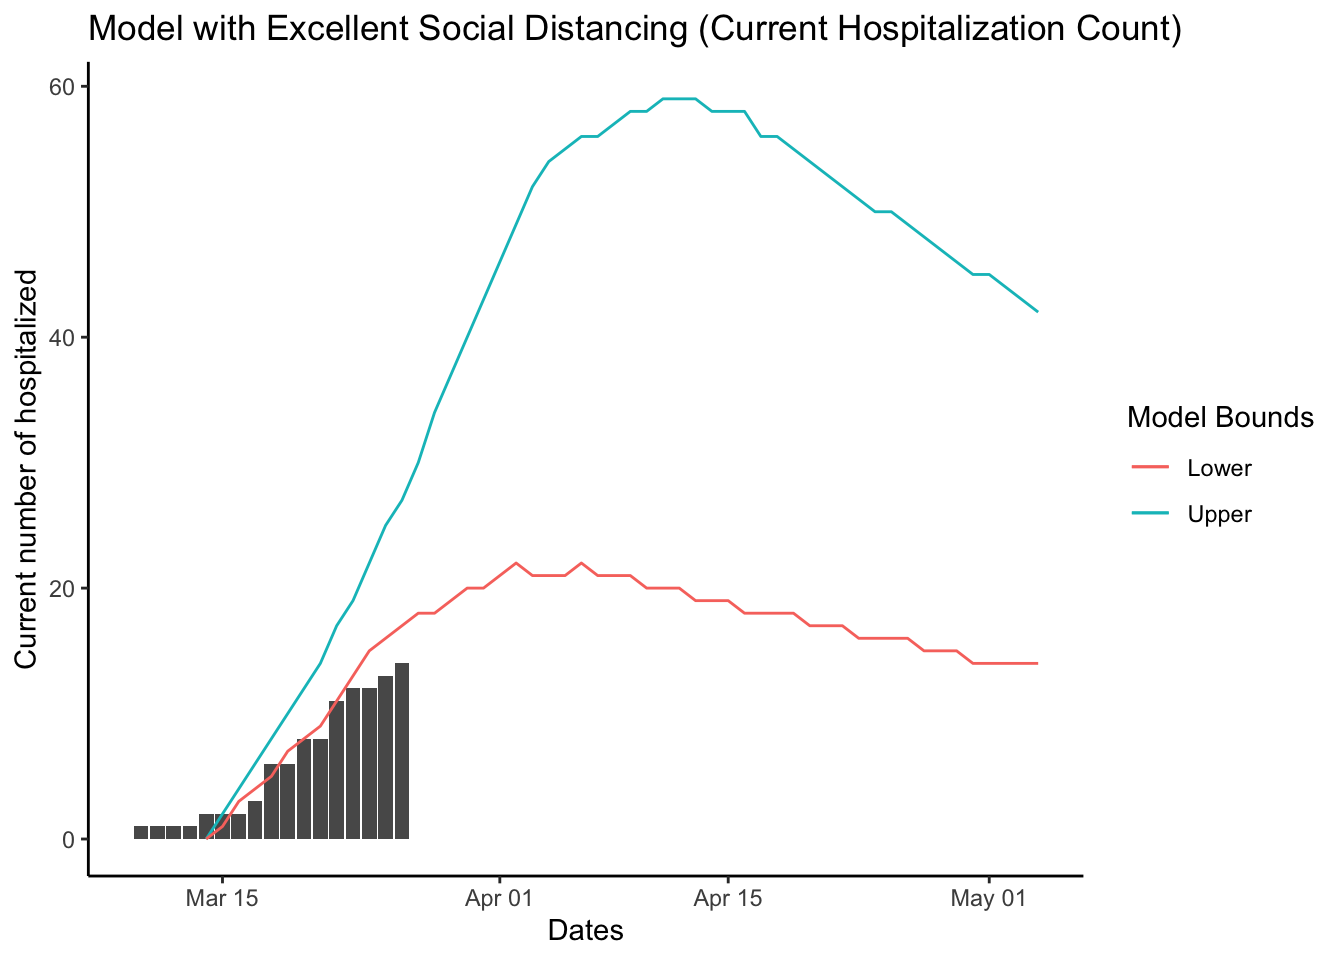 Model with Excellent Social Distancing (Current Hospitalization Count)
Current number of hospitalized
60
40
20
0
Mar 15
Apr 01
Apr 15
May 01
Dates
Model Bounds
Lower
Upper